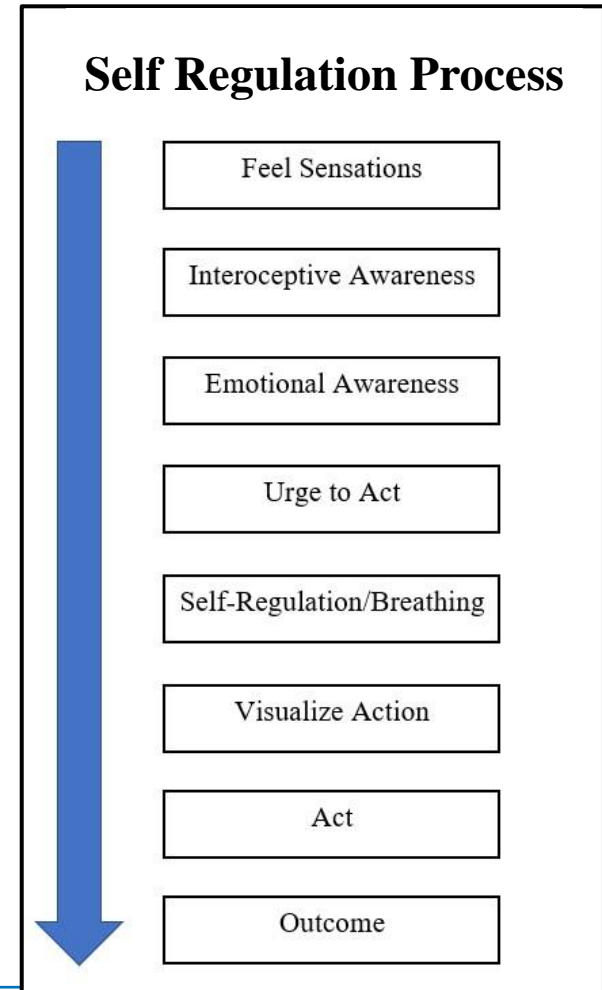 Self Regulation Process
Feel Sensations
Interoceptive Awareness
Emotional Awareness
Urge to Act
Self-Regulation/Breathing
Visualize Action
Act
Outcome